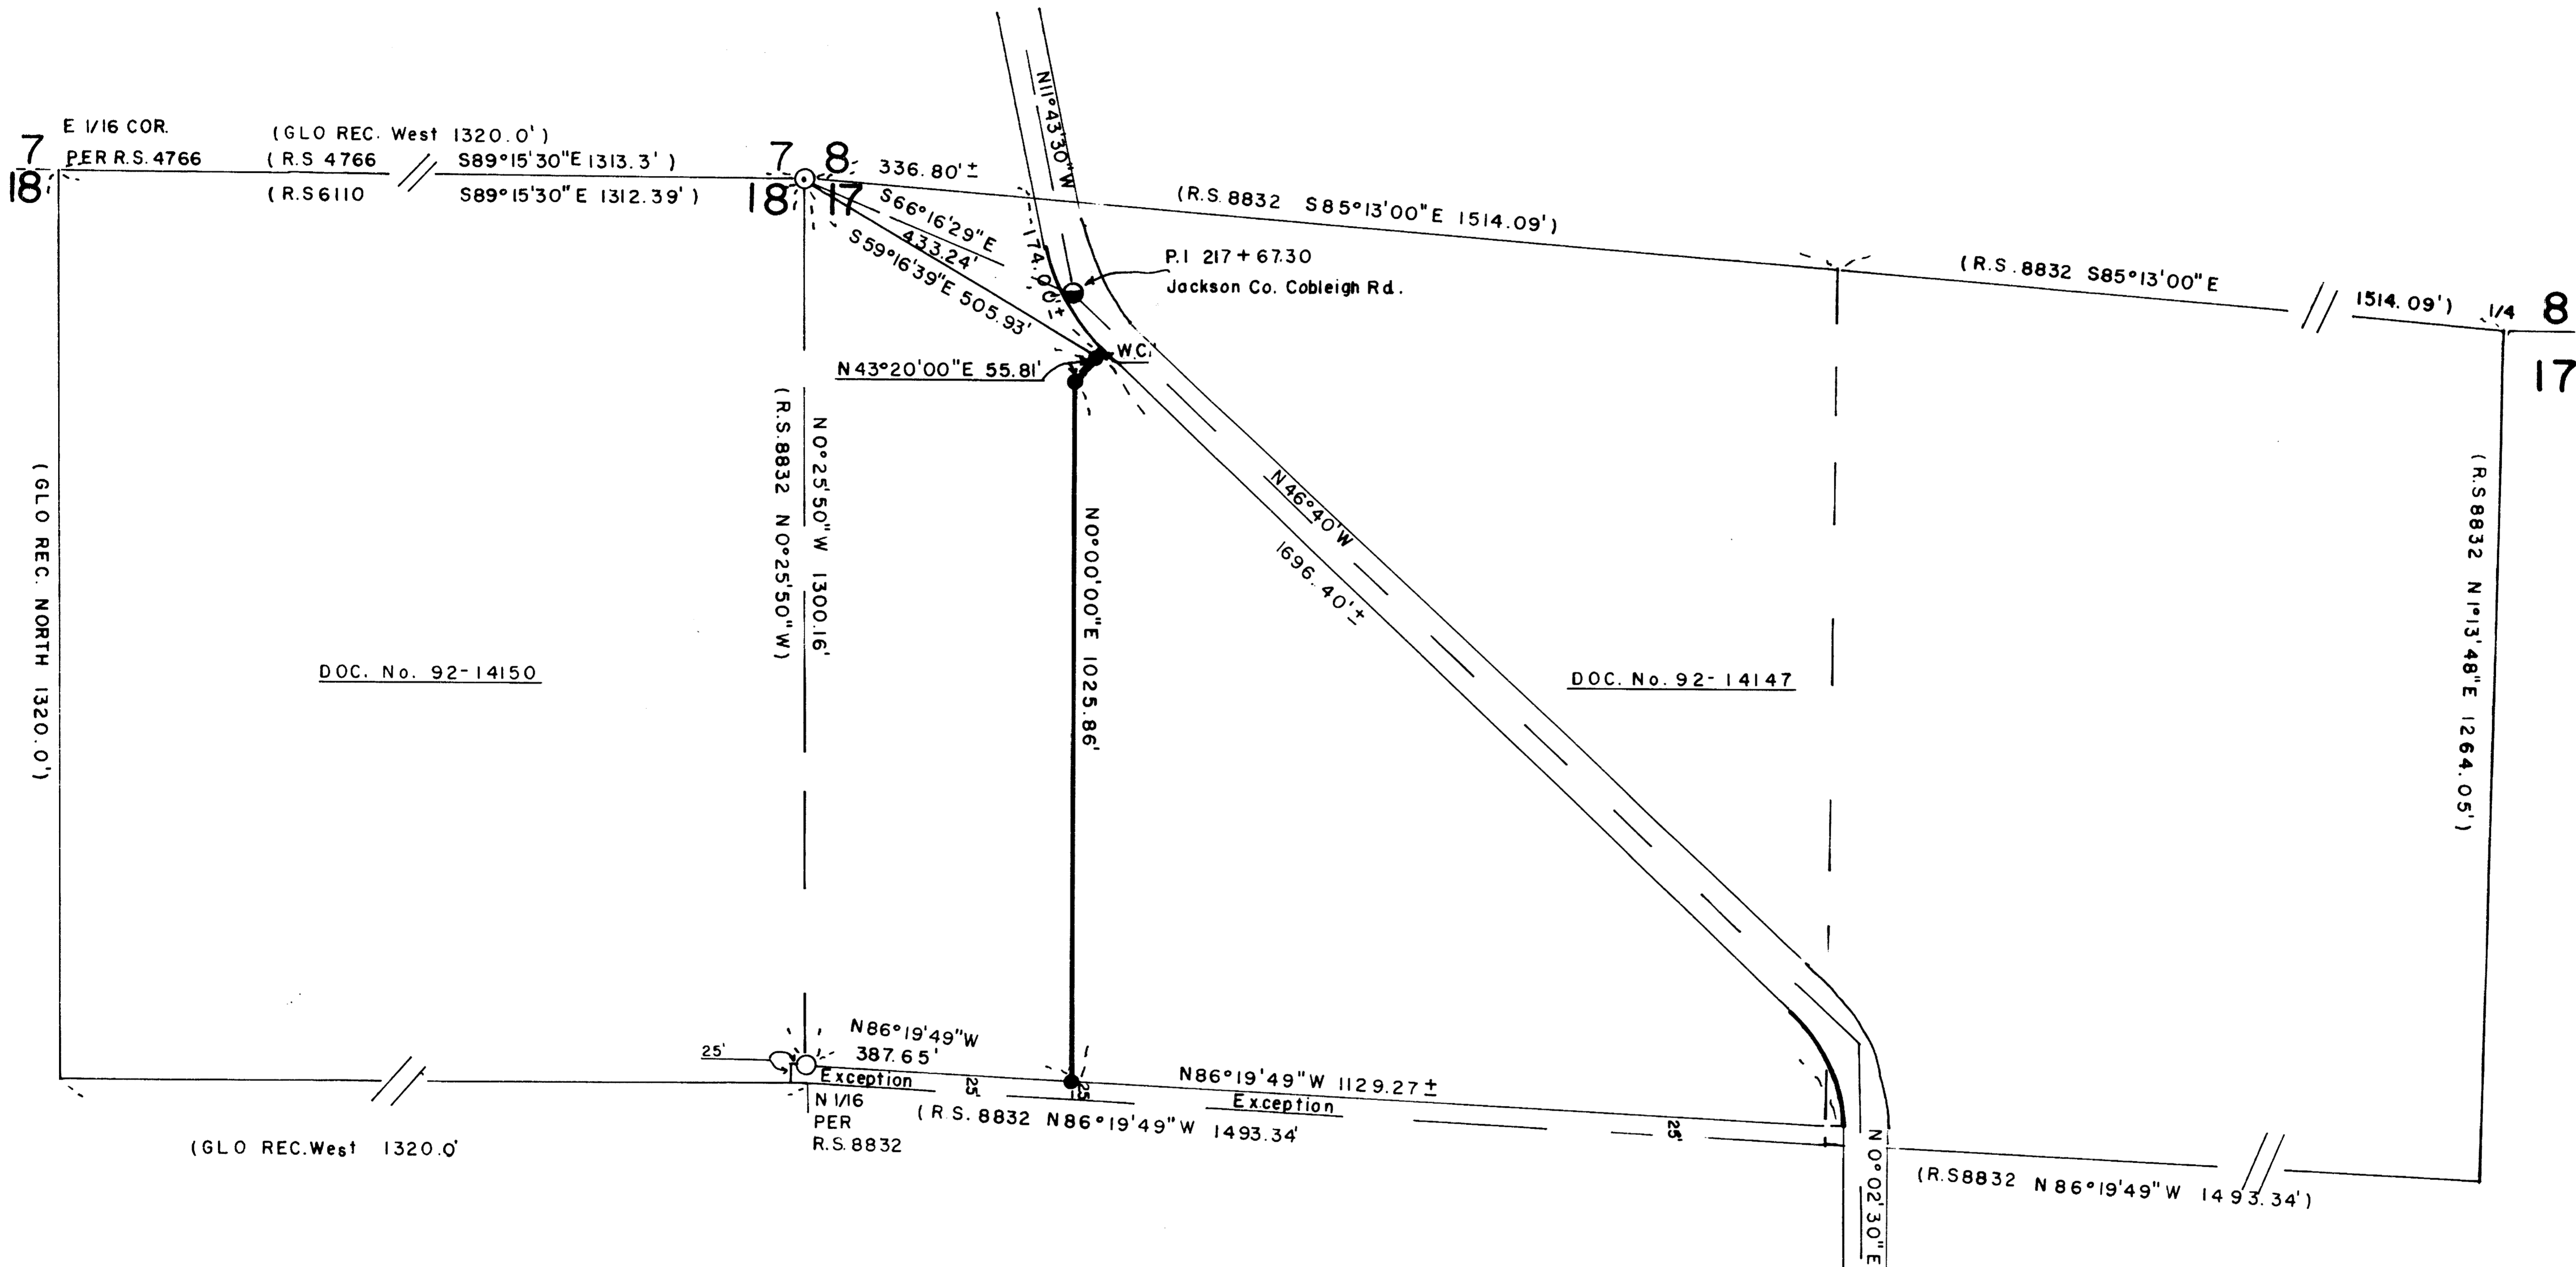 E 1/16 COR.
PER R.S. 4766
7
18
(GLO REC. West 1320.0')
(R.S 4766 S89°15'30"E 1313.3')
(R.S 6110 S89°15'30"E 1312.39')
7 8
18 17
336.80'±
N11°43'30"W
(R.S. 8832 S85°13'00"E 1514.09')
S66°16'29"E
433.24'
S59°16'39"E 505.93'
174.00'±
P.I 217 + 67.30
Jackson Co. Cobleigh Rd.
(R.S. 8832 S85°13'00"E
1514.09')
1/4
8
17
W.C.
N43°20'00"E 55.81'
(GLO REC. NORTH 1320.0')
(R.S.8832 N0°25'50"W)
N0°25'50"W 1300.16'
N0°00'00"E 1025.86'
N46°40'W
1696.40'±
(R.S8832 N1°13'48"E 1264.05')
DOC. No. 92-14150
DOC. No. 92-14147
25'
N86°19'49"W
387.65'
Exception
25'
25'
N86°19'49"W 1129.27±
Exception
25'
N 1/16
PER
R.S.8832
(R.S. 8832 N86°19'49"W 1493.34'
(GLO REC.West 1320.0'
N0°02'30"E
(R.S8832 N86°19'49"W 1493.34')